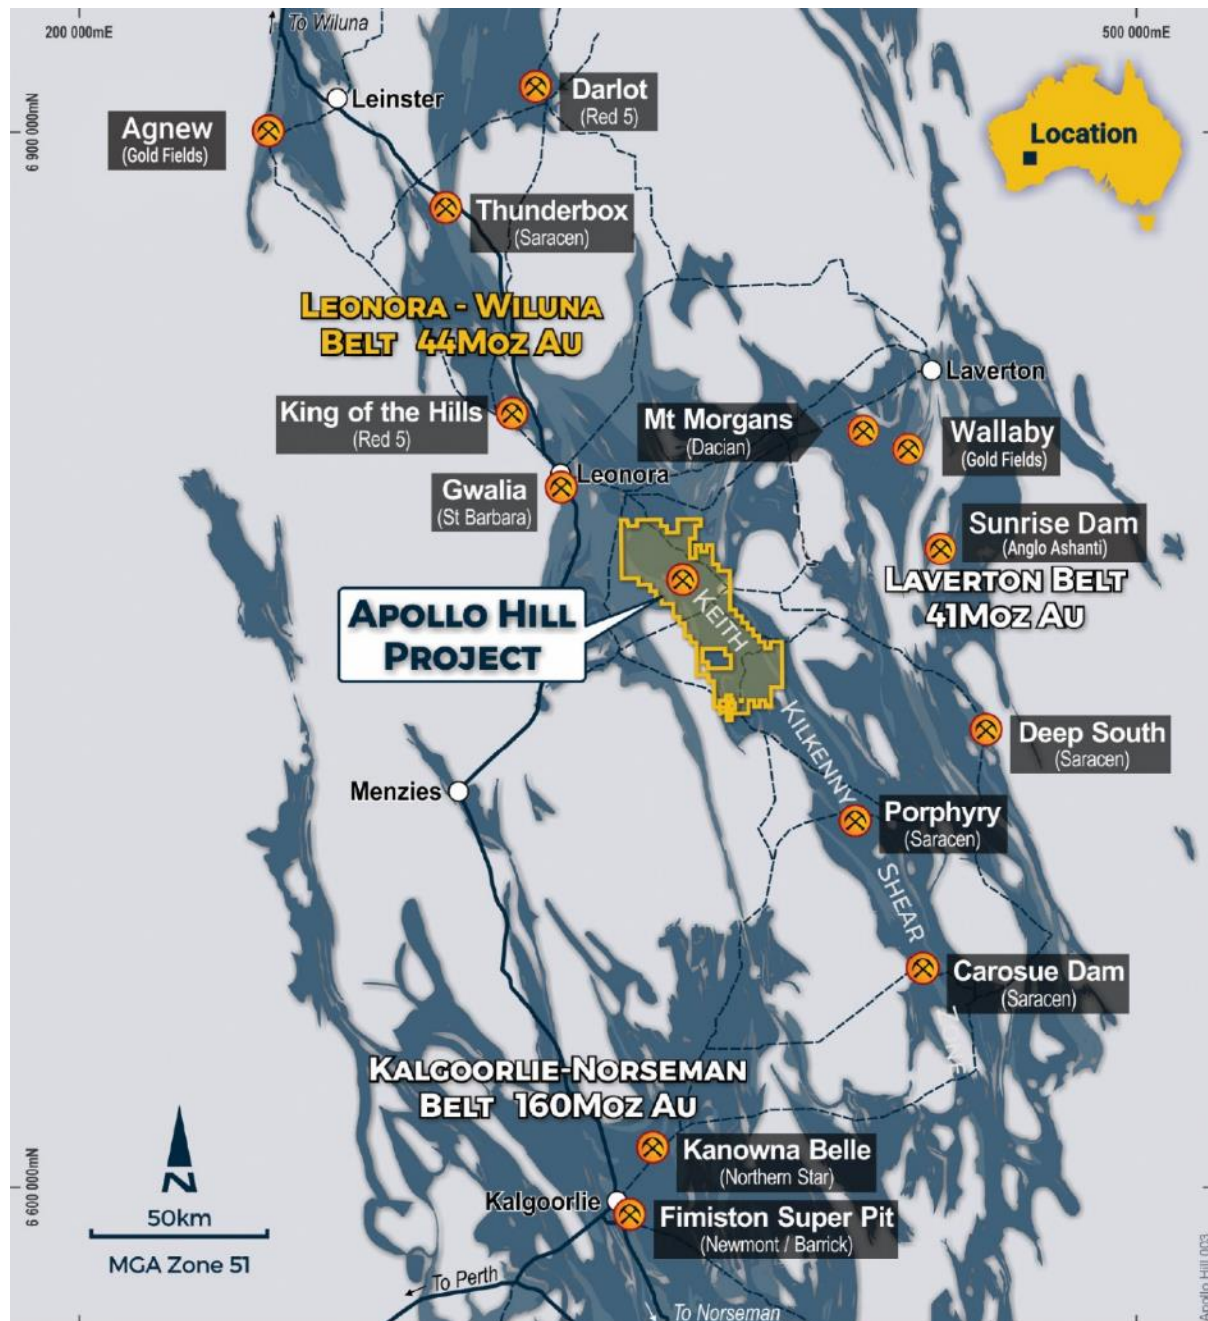 To Wiluna
200 000mE
500 000mE
6 900 000mN
Leinster
Darlot
(Red 5)
Agnew
(Gold Fields)
Location
Thunderbox
(Saracen)
LEONORA - WILUNA
BELT 44MOZ AU
Laverton
King of the Hills
(Red 5)
Mt Morgans
(Dacian)
Wallaby
(Gold Fields)
Leonora
Gwalia
(St Barbara)
Sunrise Dam
(Anglo Ashanti)
LAVERTON BELT
41MOZ AU
APOLLO HILL
PROJECT
KEITH
KILKENNY
SHEAR
ZONE
Deep South
(Saracen)
Menzies
Porphyry
(Saracen)
Carosue Dam
(Saracen)
KALGOORLIE-NORSEMAN
BELT 160MOZ AU
Kanowna Belle
(Northern Star)
6 600 000mN
N
50km
MGA Zone 51
Kalgoorlie
Fimiston Super Pit
(Newmont / Barrick)
To Perth
To Norseman
Apollo Hill 003